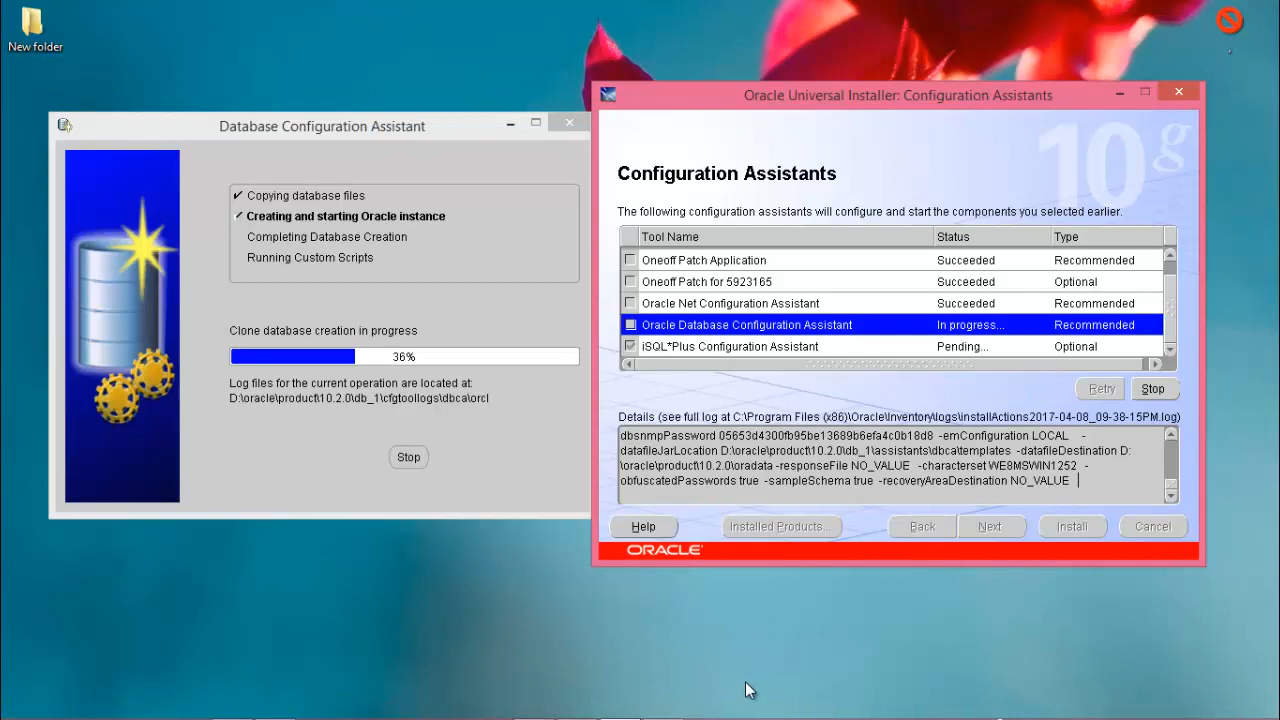 New folder
Database Configuration Assistant
Copying database files
Creating and starting Oracle instance
Completing Database Creation
Running Custom Scripts
Clone database creation in progress
36%
Log files for the current operation are located at:
D:\oracle\product\10.2.0\db_1\cfgtoollogs\dbca\orcl
Stop
Oracle Universal Installer: Configuration Assistants
10g
Configuration Assistants
The following configuration assistants will configure and start the components you selected earlier.
Tool Name Status Type
Oneoff Patch Application Succeeded Recommended
Oneoff Patch for 5923165 Succeeded Optional
Oracle Net Configuration Assistant Succeeded Recommended
Oracle Database Configuration Assistant In progress... Recommended
iSQL*Plus Configuration Assistant Pending... Optional
Retry Stop
Details (see full log at C:\Program Files (x86)\Oracle\Inventory\logs\installActions2017-04-08_09-38-15PM.log)
dbsnmpPassword 05653d4300fb95be13689b6efa4c0b18d8 -emConfiguration LOCAL -
datafileJarLocation D:\oracle\product\10.2.0\db_1\assistants\dbca\templates -datafileDestination D:
\oracle\product\10.2.0\oradata -responseFile NO_VALUE -characterset WE8MSWIN1252 -
obfuscatedPasswords true -sampleSchema true -recoveryAreaDestination NO_VALUE
Help Installed Products... Back Next Install Cancel
ORACLE